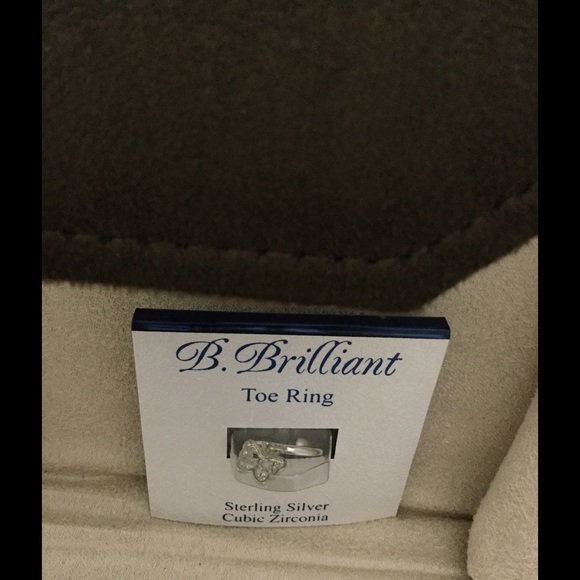 B. Brilliant
Toe Ring
Sterling Silver
Cubic Zirconia